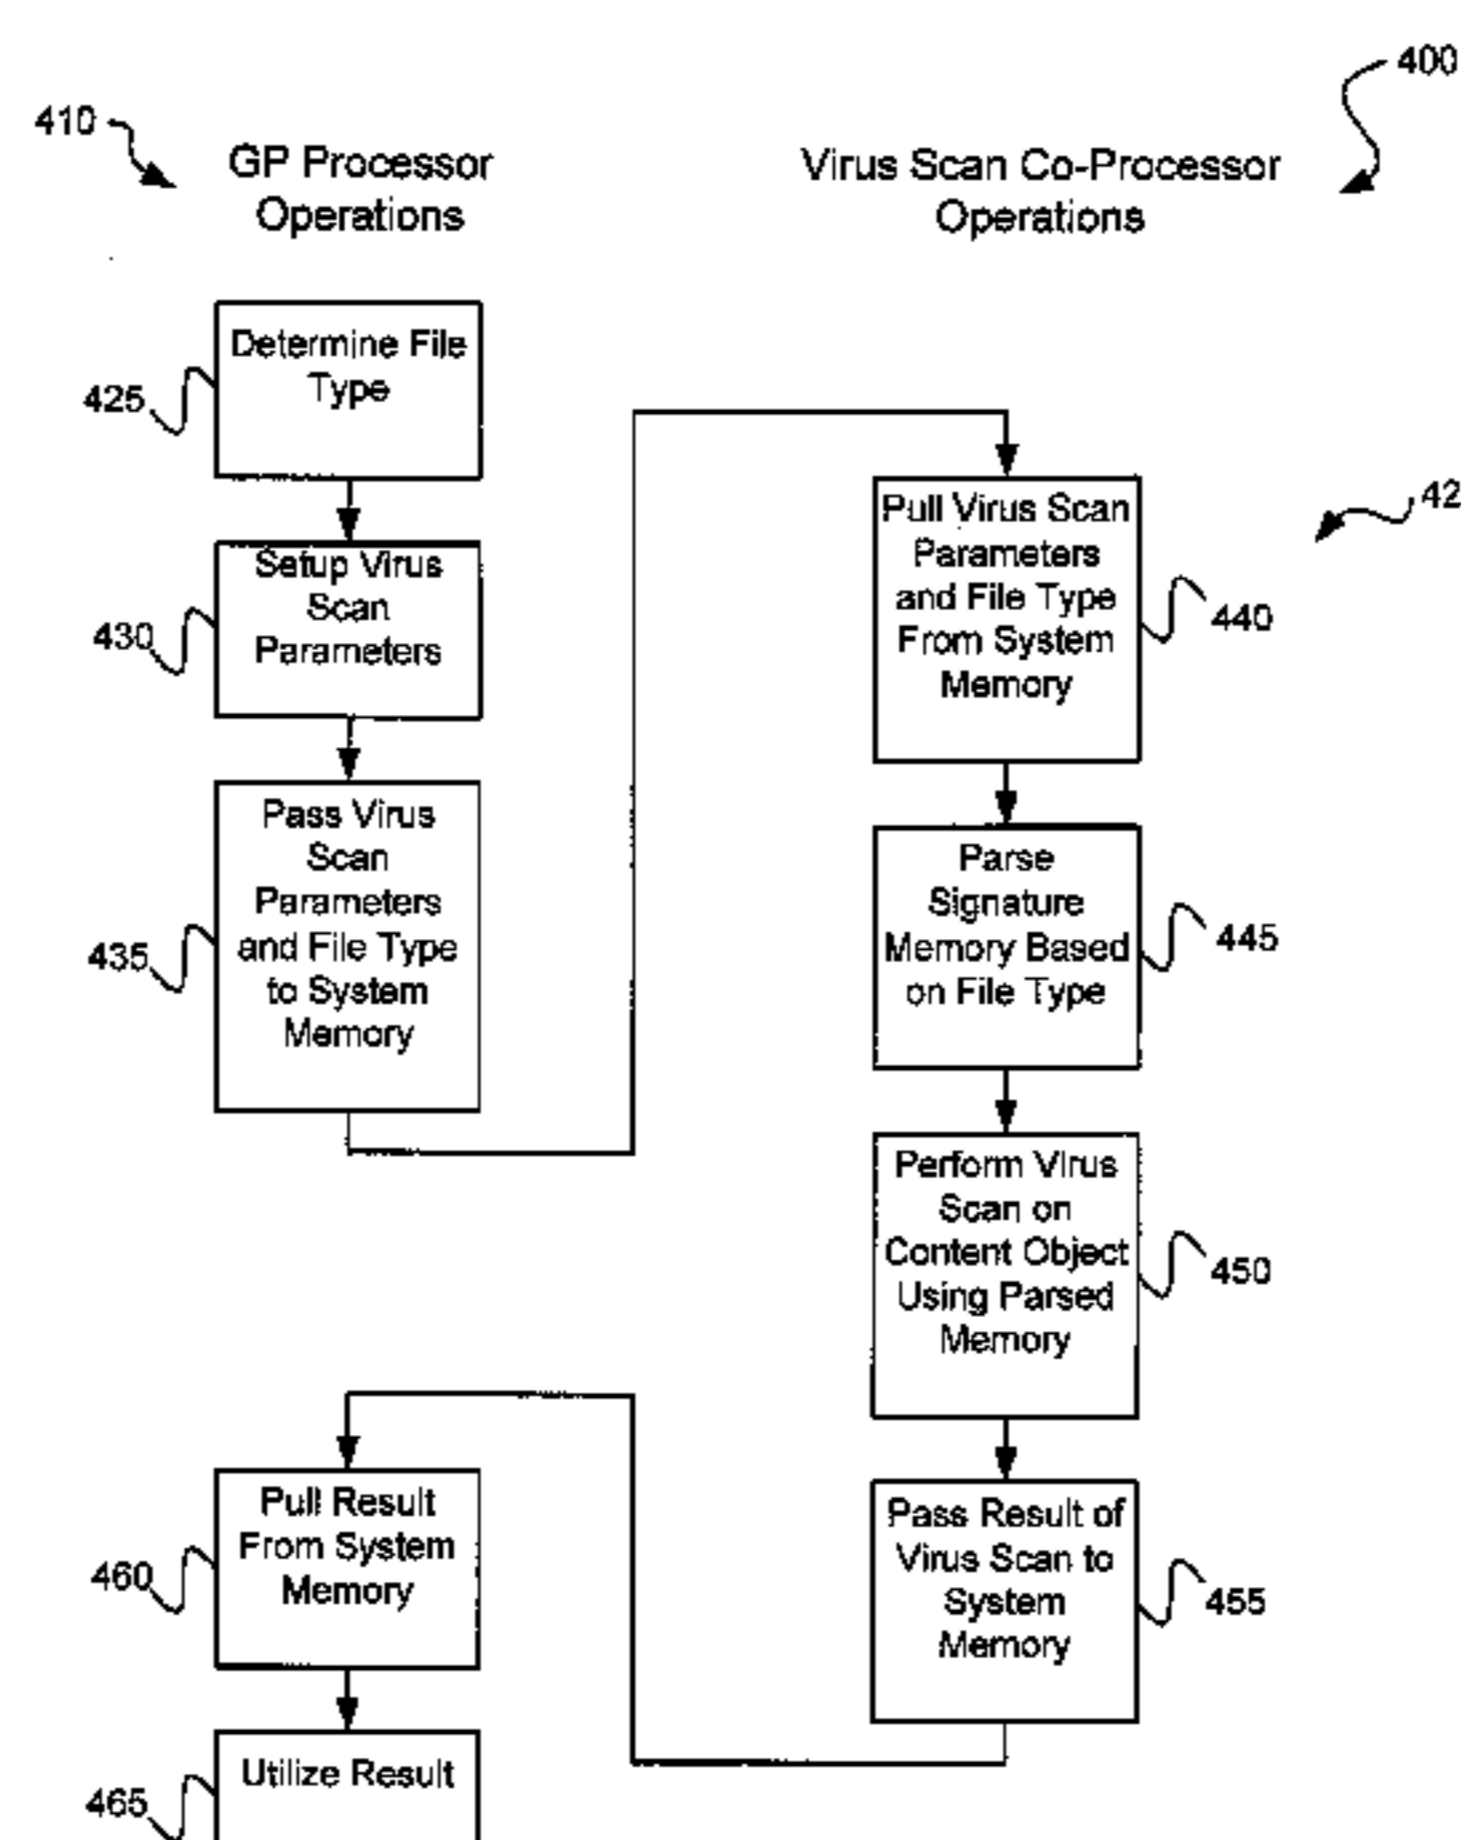 400
410
GP Processor
Operations
Virus Scan Co-Processor
Operations
Determine File
Type
425
Setup Virus
Scan
Parameters
430
Pass Virus
Scan
Parameters
and File Type
to System
Memory
435
Pull Virus Scan
Parameters
and File Type
From System
Memory
42
440
Parse
Signature
Memory Based
on File Type
445
Perform Virus
Scan on
Content Object
Using Parsed
Memory
450
Pass Result of
Virus Scan to
System
Memory
455
Pull Result
From System
Memory
460
Utilize Result
465